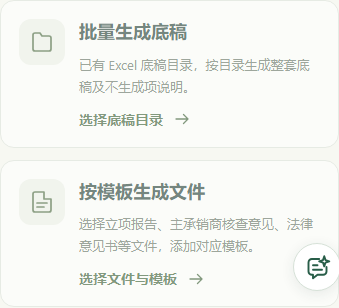 批量生成底稿
已有 Excel 底稿目录，按目录生成整套底
稿及不生成项说明。
选择底稿目录 →
按模板生成文件
选择立项报告、主承销商核查意见、法律
意见书等文件，添加对应模板。
选择文件与模板 →